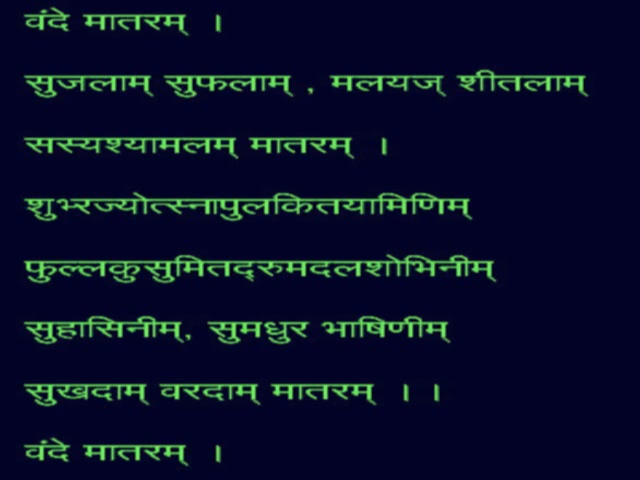 वंदे मातरम् ।
सुजलाम् सुफलाम् , मलयज् शीतलाम्
सस्यश्यामलम् मातरम् ।
शुभ्रज्योत्स्नापुलकितयामिणिम्
फुल्लकुसुमितद्रुमदलशोभिनीम्
सुहासिनीम्, सुमधुर भाषिणीम्
सुखदाम् वरदाम् मातरम् ।।
वंदे मातरम् ।